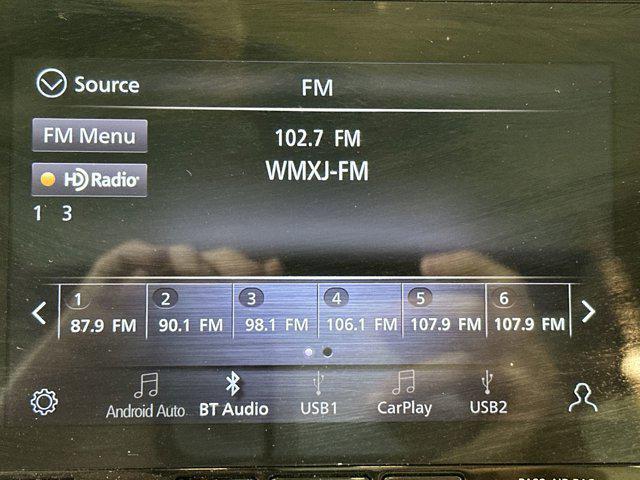 Source FM
FM Menu
102.7 FM
HD Radio
WMXJ-FM
1 3
1 2 3 4 5 6
87.9 FM 90.1 FM 98.1 FM 106.1 FM 107.9 FM 107.9 FM
Android Auto BT Audio USB1 CarPlay USB2